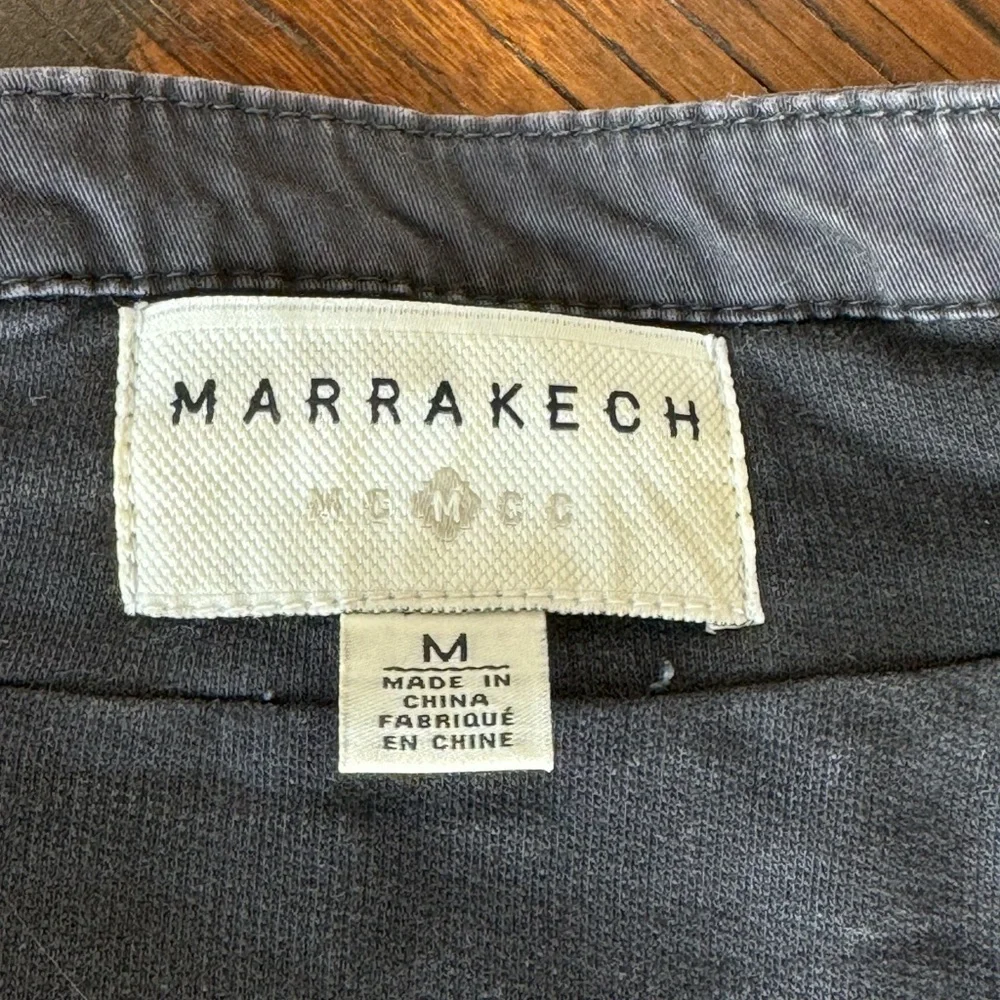 MARRAKECH
M
M
MADE IN
CHINA
FABRIQUÉ
EN CHINE